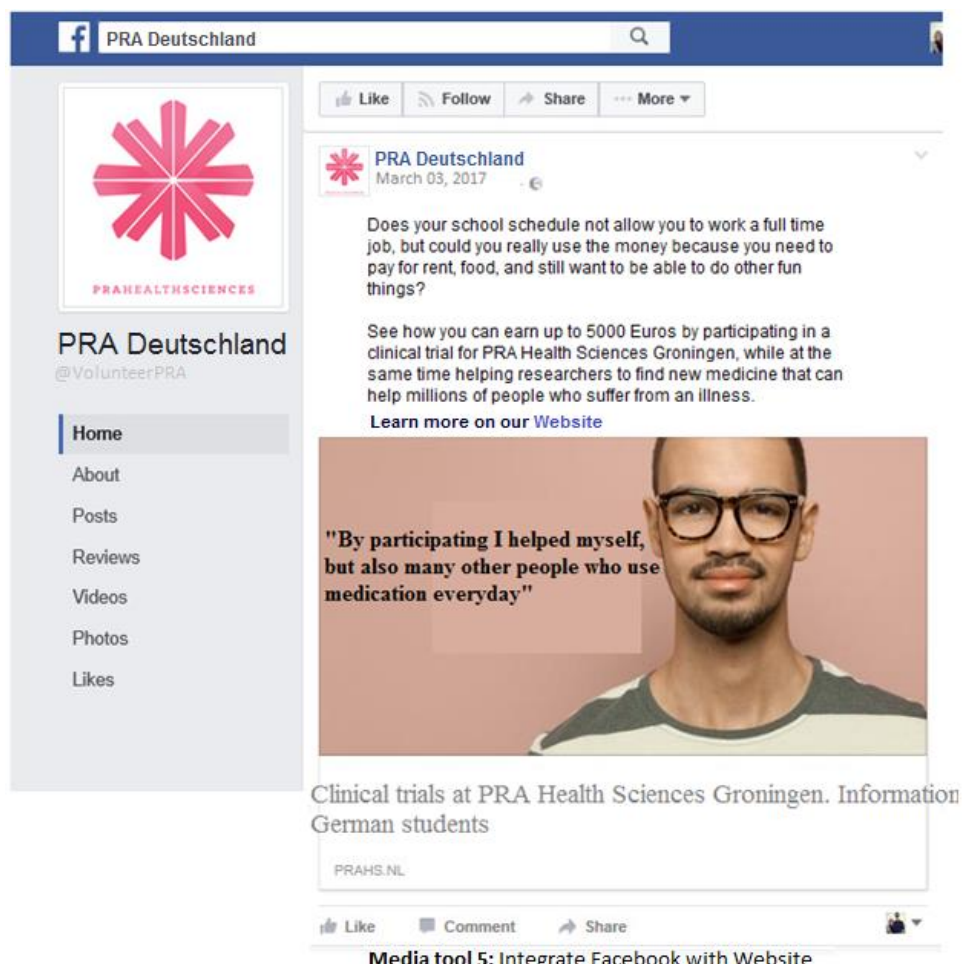 PRA Deutschland
Like Follow Share More
PRAHEALTHSCIENCES
PRA Deutschland
@VolunteerPRA
Home
About
Posts
Reviews
Videos
Photos
Likes
PRA Deutschland
March 03, 2017
Does your school schedule not allow you to work a full time
job, but could you really use the money because you need to
pay for rent, food, and still want to be able to do other fun
things?
See how you can earn up to 5000 Euros by participating in a
clinical trial for PRA Health Sciences Groningen, while at the
same time helping researchers to find new medicine that can
help millions of people who suffer from an illness.
Learn more on our Website
"By participating I helped myself,
but also many other people who use
medication everyday"
Clinical trials at PRA Health Sciences Groningen. Information
German students
PRAHS.NL
Like Comment Share
Media tool 5: Integrate Facebook with Website